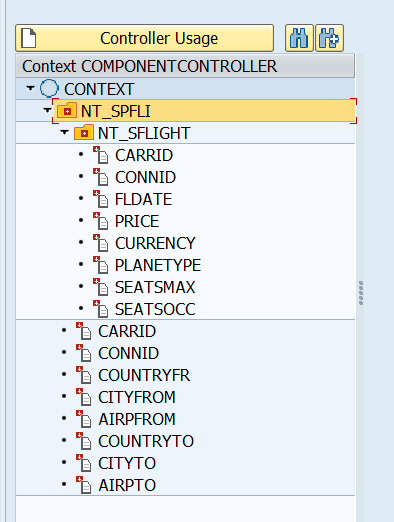 Controller Usage
Context COMPONENTCONTROLLER
CONTEXT
NT_SPFLI
NT_SFLIGHT
CARRID
CONNID
FLDATE
PRICE
CURRENCY
PLANETYPE
SEATSMAX
SEATSOCC
CARRID
CONNID
COUNTRYFR
CITYFROM
AIRPFROM
COUNTRYTO
CITYTO
AIRPTO